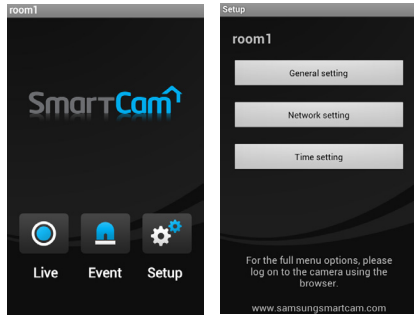 room1
SmartCam
Live Event Setup
Setup
room1
General setting
Network setting
Time setting
For the full menu options, please
log on to the camera using the
browser.
www.samsungsmartcam.com